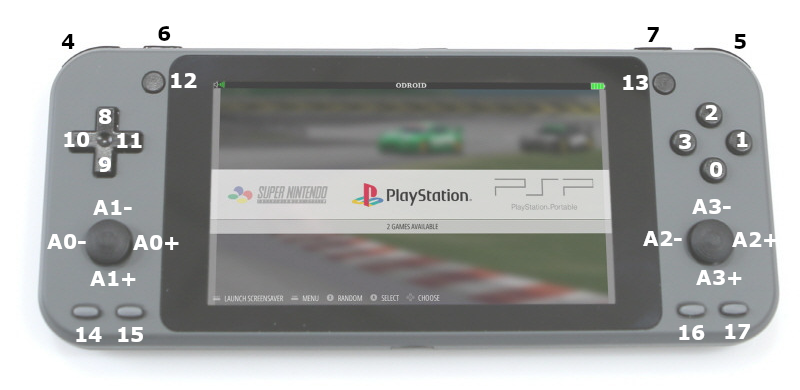 4
6
7
5
12
13
ODROID
8
10
11
9
2
3
1
0
SUPER NINTENDO
PlayStation.
PSP
PlayStation Portable
2 GAMES AVAILABLE
A1-
A0-
A0+
A1+
A3-
A2-
A2+
A3+
LAUNCH SCREENSAVER MENU RANDOM SELECT CHOOSE
14
15
16
17